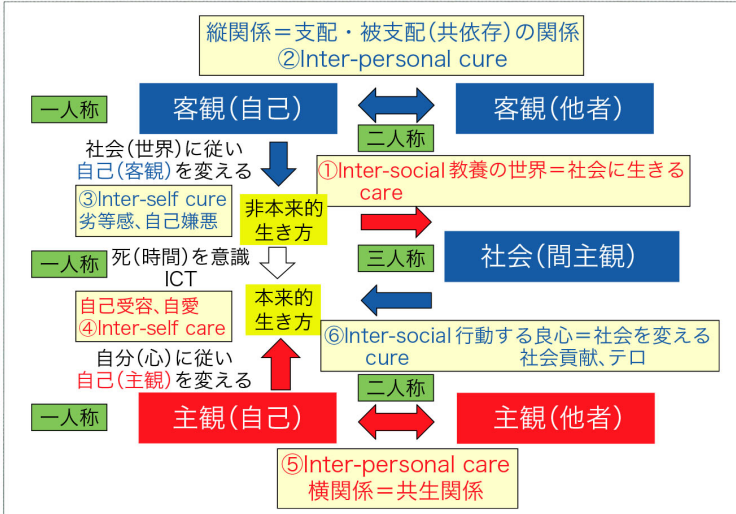 縦関係＝支配・被支配(共依存)の関係
②Inter-personal cure
一人称
客観(自己)
客観(他者)
二人称
社会(世界)に従い
自己(客観)を変える
①Inter-social 教養の世界＝社会に生きる
care
③Inter-self cure
劣等感、自己嫌悪
非本来的
生き方
一人称
死(時間)を意識
ICT
三人称
社会(間主観)
自己受容、自愛
④Inter-self care
本来的
生き方
⑥Inter-social 行動する良心＝社会を変える
cure 社会貢献、テロ
自分(心)に従い
自己(主観)を変える
二人称
一人称
主観(自己)
主観(他者)
⑤Inter-personal care
横関係＝共生関係